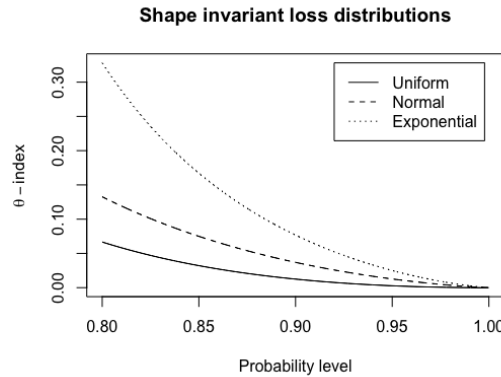 Shape invariant loss distributions
θ − index
0.30
0.20
0.10
0.00
Uniform
Normal
Exponential
0.80 0.85 0.90 0.95 1.00
Probability level